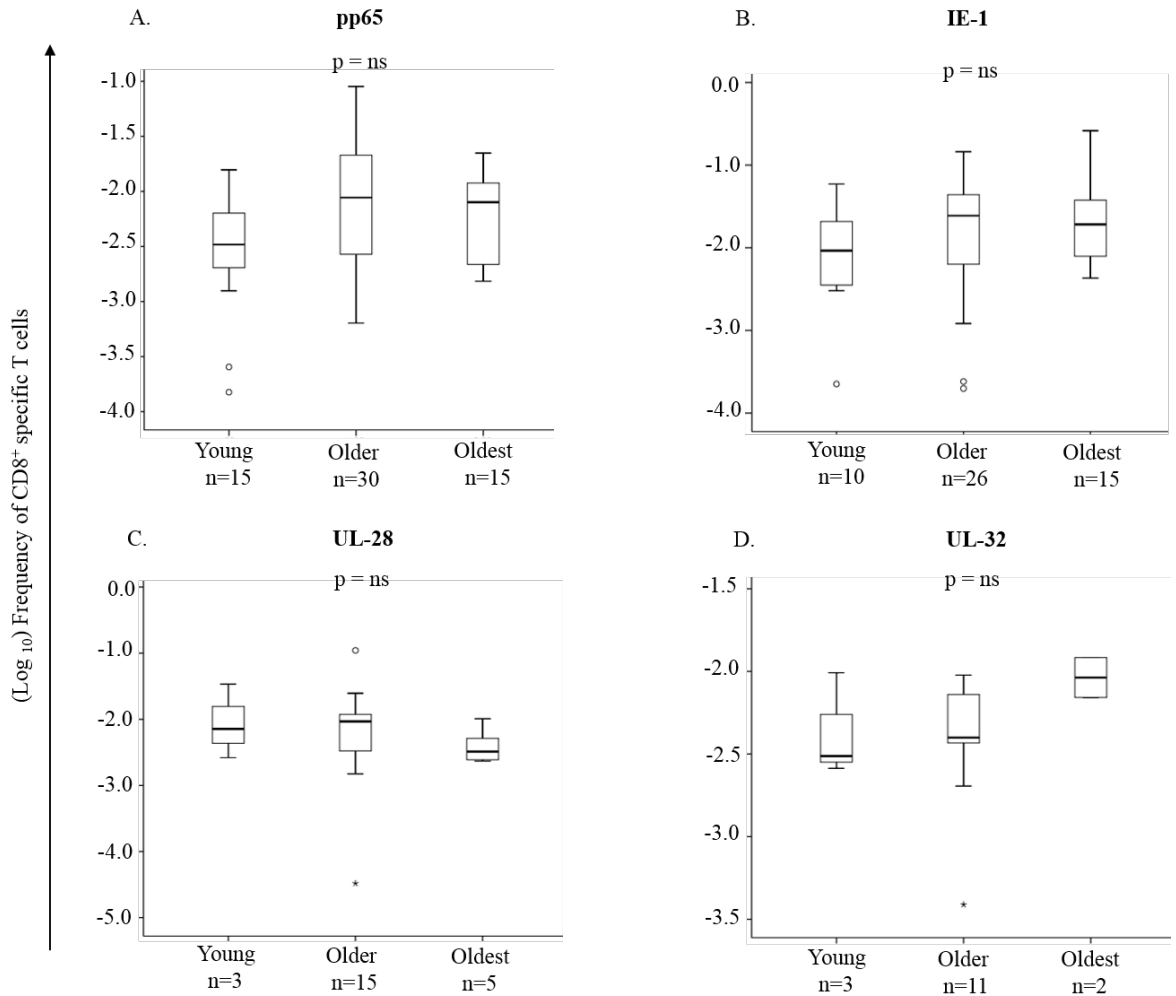 A.
pp65
p = ns
-1.0
-1.5
-2.0
-2.5
-3.0
-3.5
-4.0
Young
n=15
Older
n=30
Oldest
n=15
B.
IE-1
p = ns
0.0
-1.0
-2.0
-3.0
-4.0
Young
n=10
Older
n=26
Oldest
n=15
(Log 10) Frequency of CD8+ specific T cells
C.
UL-28
p = ns
0.0
-1.0
-2.0
-3.0
-4.0
-5.0
Young
n=3
Older
n=15
Oldest
n=5
D.
UL-32
p = ns
-1.5
-2.0
-2.5
-3.0
-3.5
Young
n=3
Older
n=11
Oldest
n=2